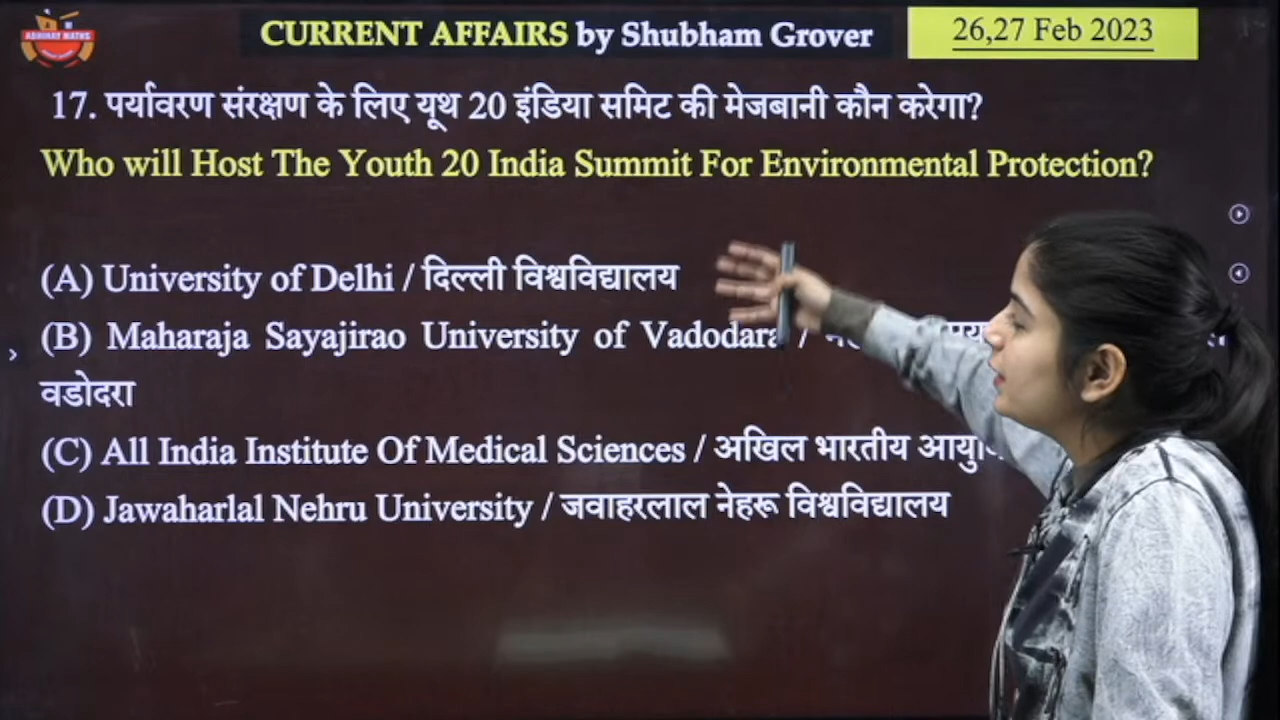 ABHINAY MATHS
CURRENT AFFAIRS by Shubham Grover
26,27 Feb 2023
17. पर्यावरण संरक्षण के लिए यूथ 20 इंडिया समिट की मेजबानी कौन करेगा?
Who will Host The Youth 20 India Summit For Environmental Protection?
(A) University of Delhi / दिल्ली विश्वविद्यालय
(B) Maharaja Sayajirao University of Vadodara /
वडोदरा
(C) All India Institute Of Medical Sciences / अखिल भारतीय
(D) Jawaharlal Nehru University / जवाहरलाल नेहरू विश्वविद्यालय